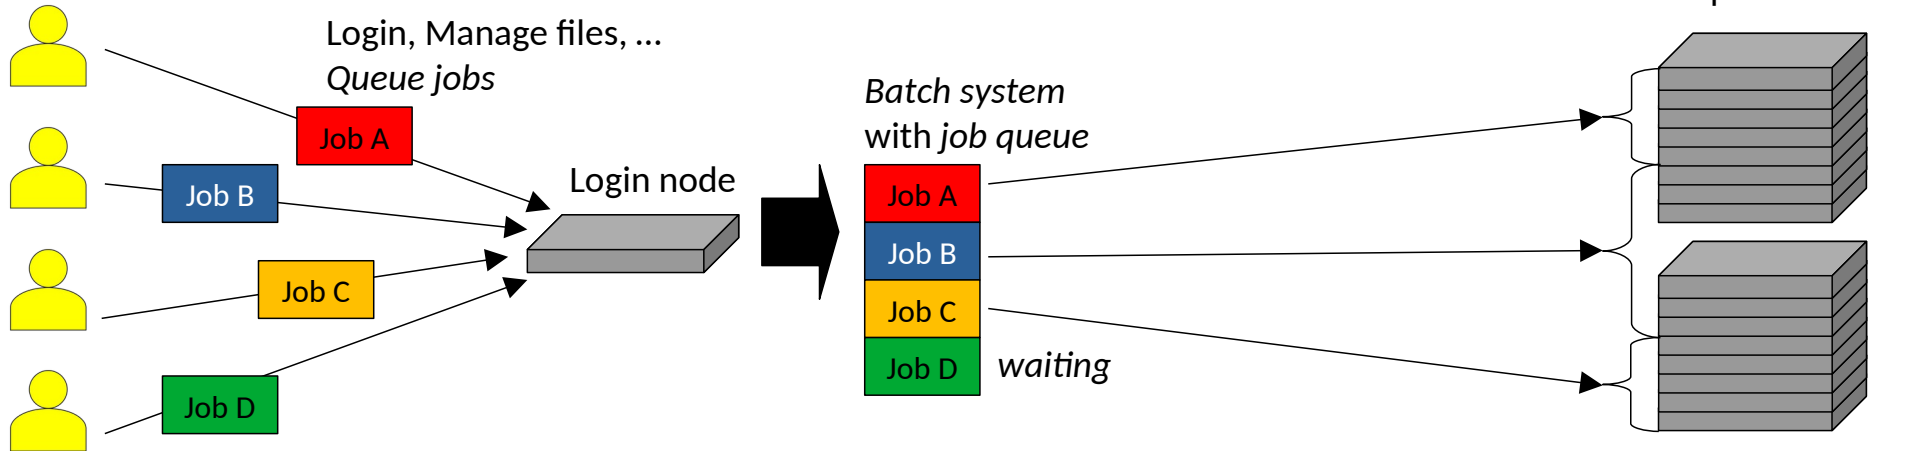 Login, Manage files, ...
Queue jobs
Job A
Job B
Job C
Job D
Login node
Batch system
with job queue
Job A
Job B
Job C
Job D
waiting